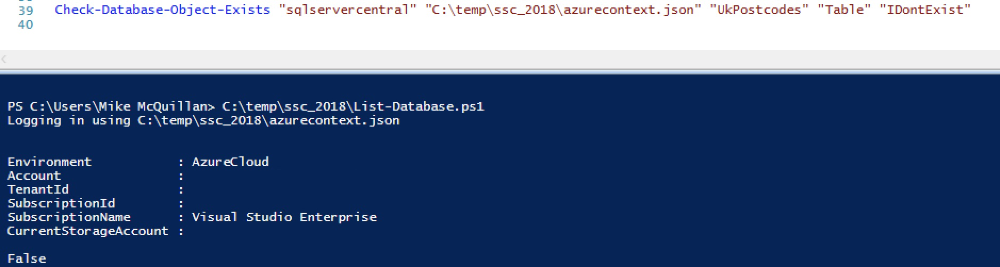 39 Check-Database-Object-Exists "sqlservercentral" "C:\temp\ssc_2018\azurecontext.json" "UkPostcodes" "Table" "IDontExist"
40
PS C:\Users\Mike McQuillan> C:\temp\ssc_2018\List-Database.ps1
Logging in using C:\temp\ssc_2018\azurecontext.json
Environment : AzureCloud
Account :
TenantId :
SubscriptionId :
SubscriptionName : Visual Studio Enterprise
CurrentStorageAccount :
False